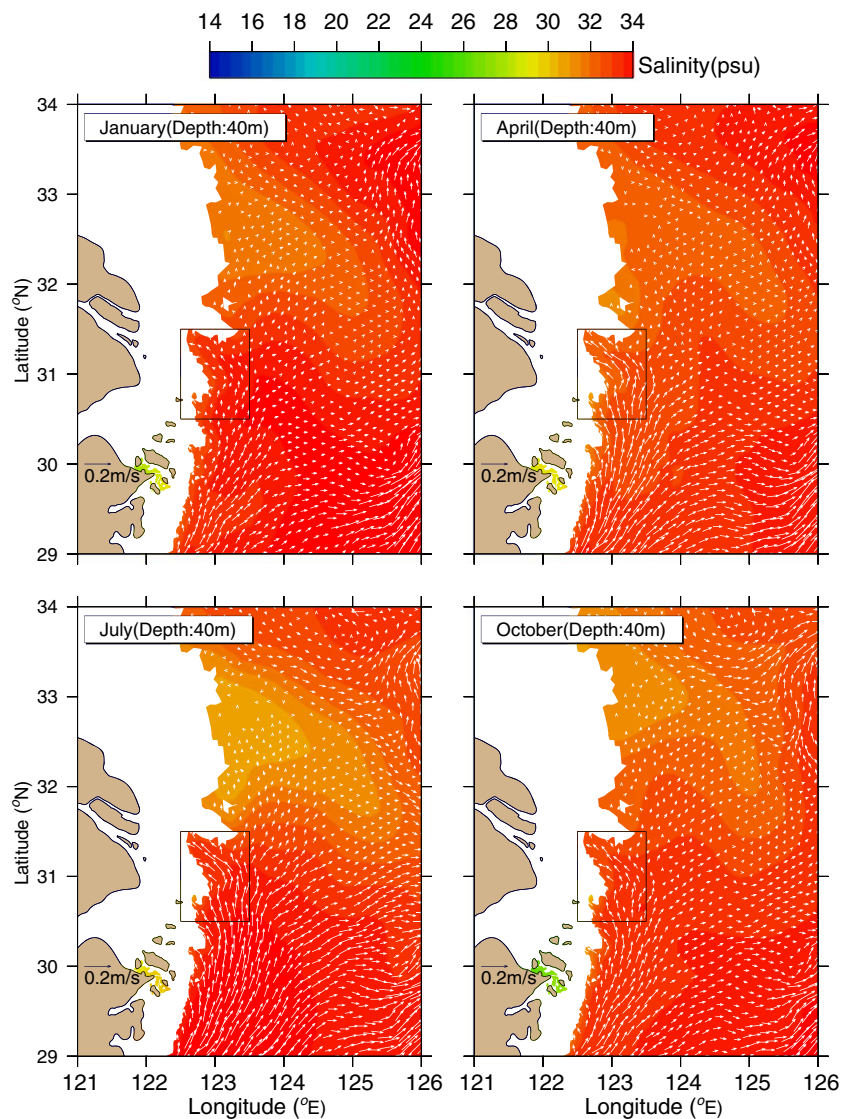 14 16 18 20 22 24 26 28 30 32 34
Salinity(psu)
34 33 32 31 30 29
Latitude (°N)
January(Depth:40m)
0.2m/s
April(Depth:40m)
0.2m/s
34 33 32 31 30 29
Latitude (°N)
July(Depth:40m)
0.2m/s
October(Depth:40m)
0.2m/s
121 122 123 124 125 126
Longitude (°E)
121 122 123 124 125 126
Longitude (°E)